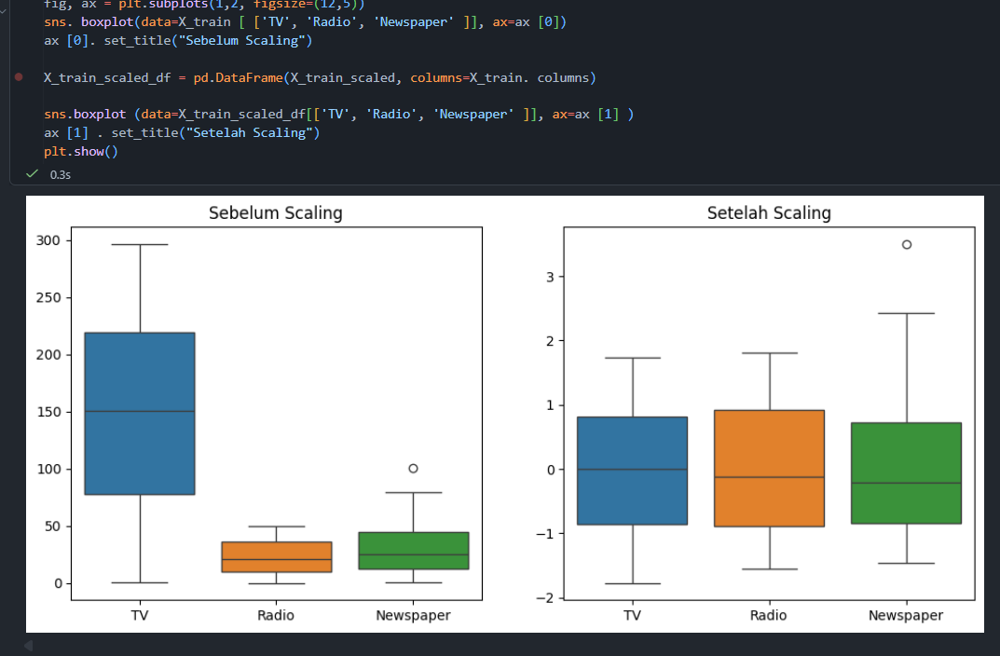 fig, ax = plt.subplots(1,2, figsize=(12,5))
sns. boxplot(data=X_train [ ['TV', 'Radio', 'Newspaper' ]], ax=ax [0])
ax [0]. set_title("Sebelum Scaling")
X_train_scaled_df = pd.DataFrame(X_train_scaled, columns=X_train. columns)
sns.boxplot (data=X_train_scaled_df[['TV', 'Radio', 'Newspaper' ]], ax=ax [1] )
ax [1] . set_title("Setelah Scaling")
plt.show()
0.3s
Sebelum Scaling
300
250
200
150
100
50
0
TV Radio Newspaper
Setelah Scaling
3
2
1
0
−1
−2
TV Radio Newspaper